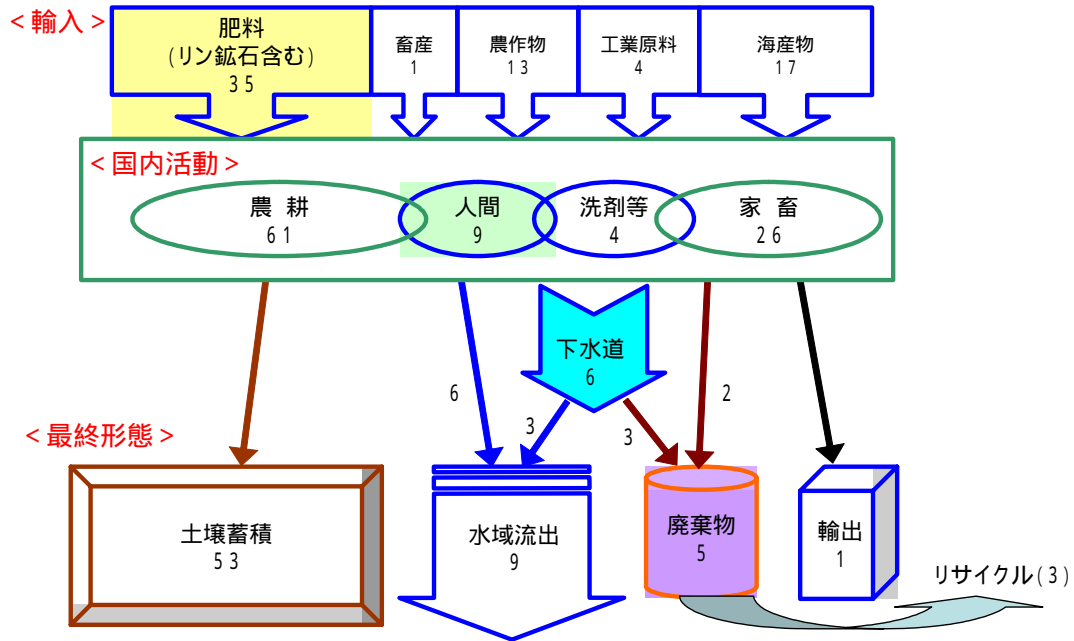 <輸入>
肥料
(リン鉱石含む)
35
畜産
1
農作物
13
工業原料
4
海産物
17
<国内活動>
農 耕
61
人間
9
洗剤等
4
家 畜
26
下水道
6
6
3
3
2
<最終形態>
土壌蓄積
53
水域流出
9
廃棄物
5
輸出
1
リサイクル(3)